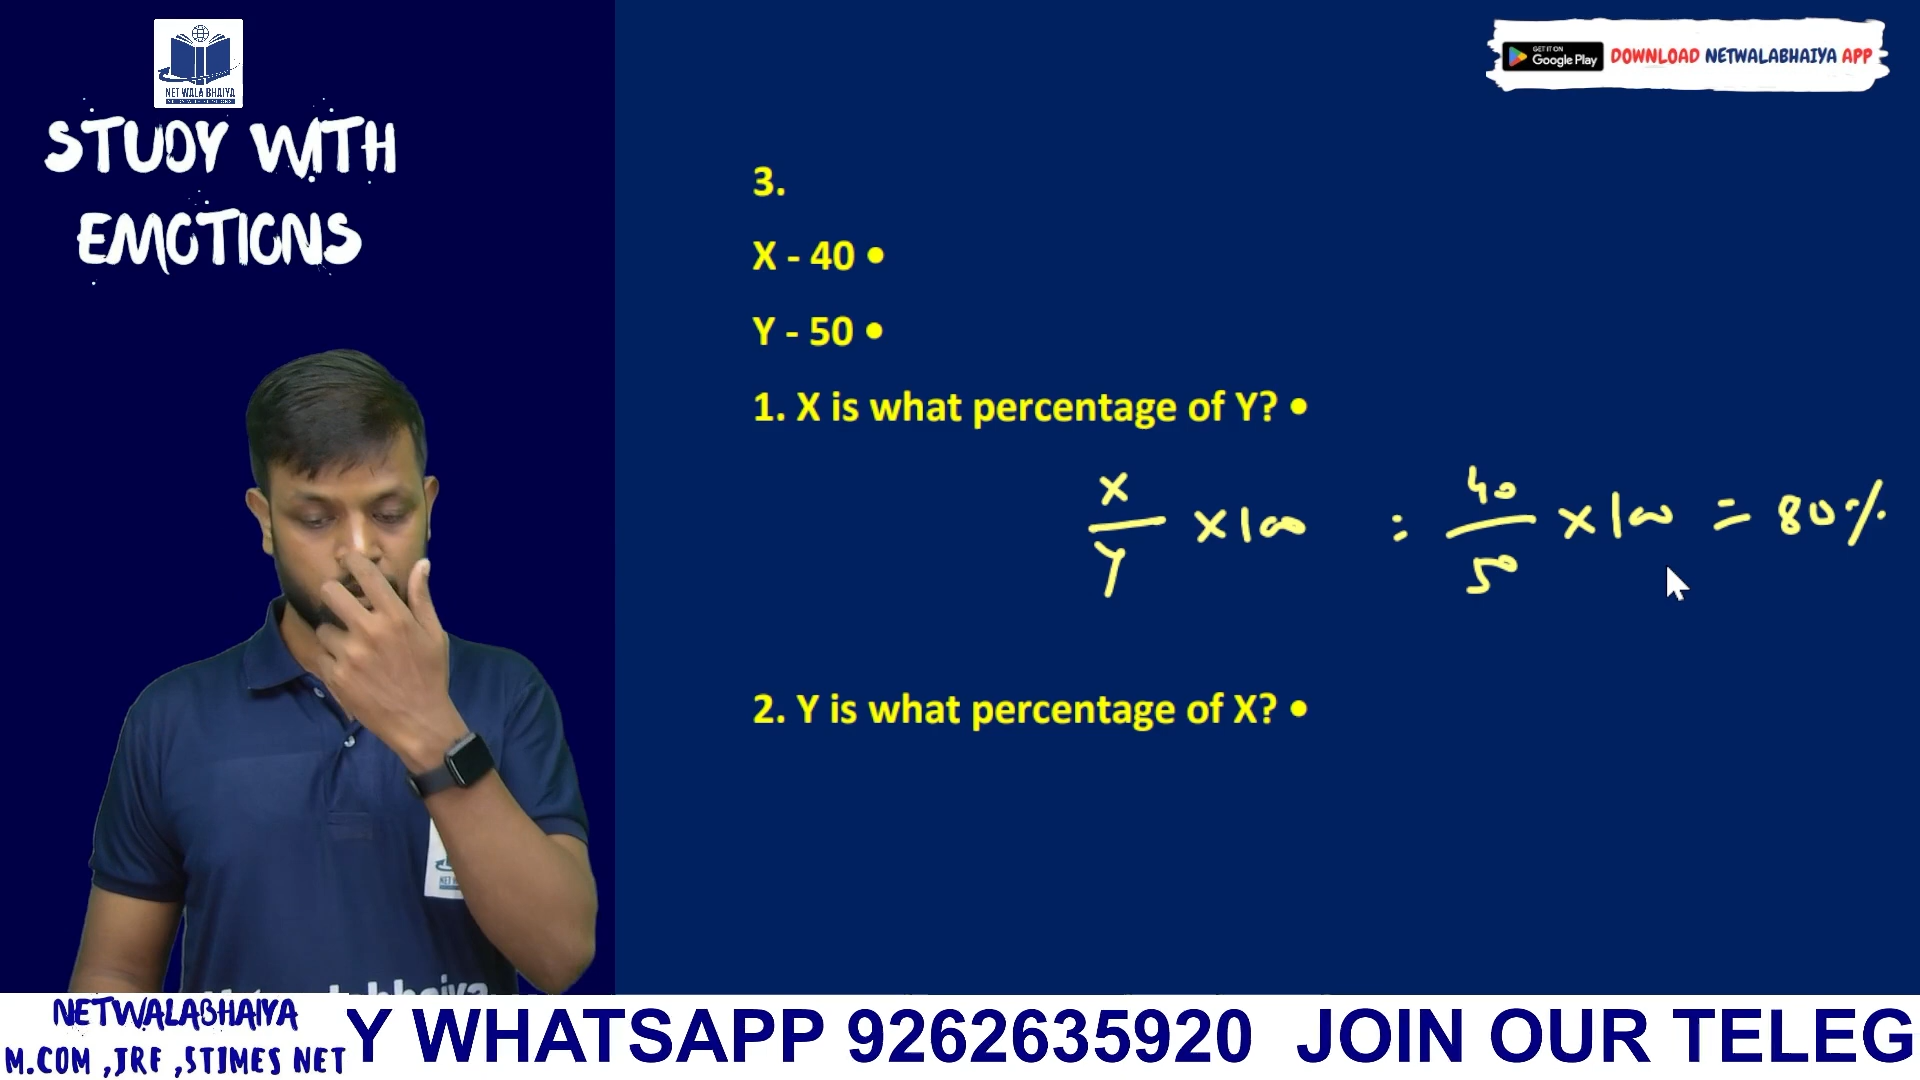 NET WALA BHAIYA
STUDY WITH
EMOTIONS
GET IT ON
Google Play
DOWNLOAD NETWALABHAIYA APP
3.
X - 40 •
Y - 50 •
1. X is what percentage of Y? •
X/Y ×100 : 40/50 ×100 = 80%
2. Y is what percentage of X? •
NETWALABHAIYA
M.COM ,JRF ,5TIMES NET
Y WHATSAPP 9262635920 JOIN OUR TELEG